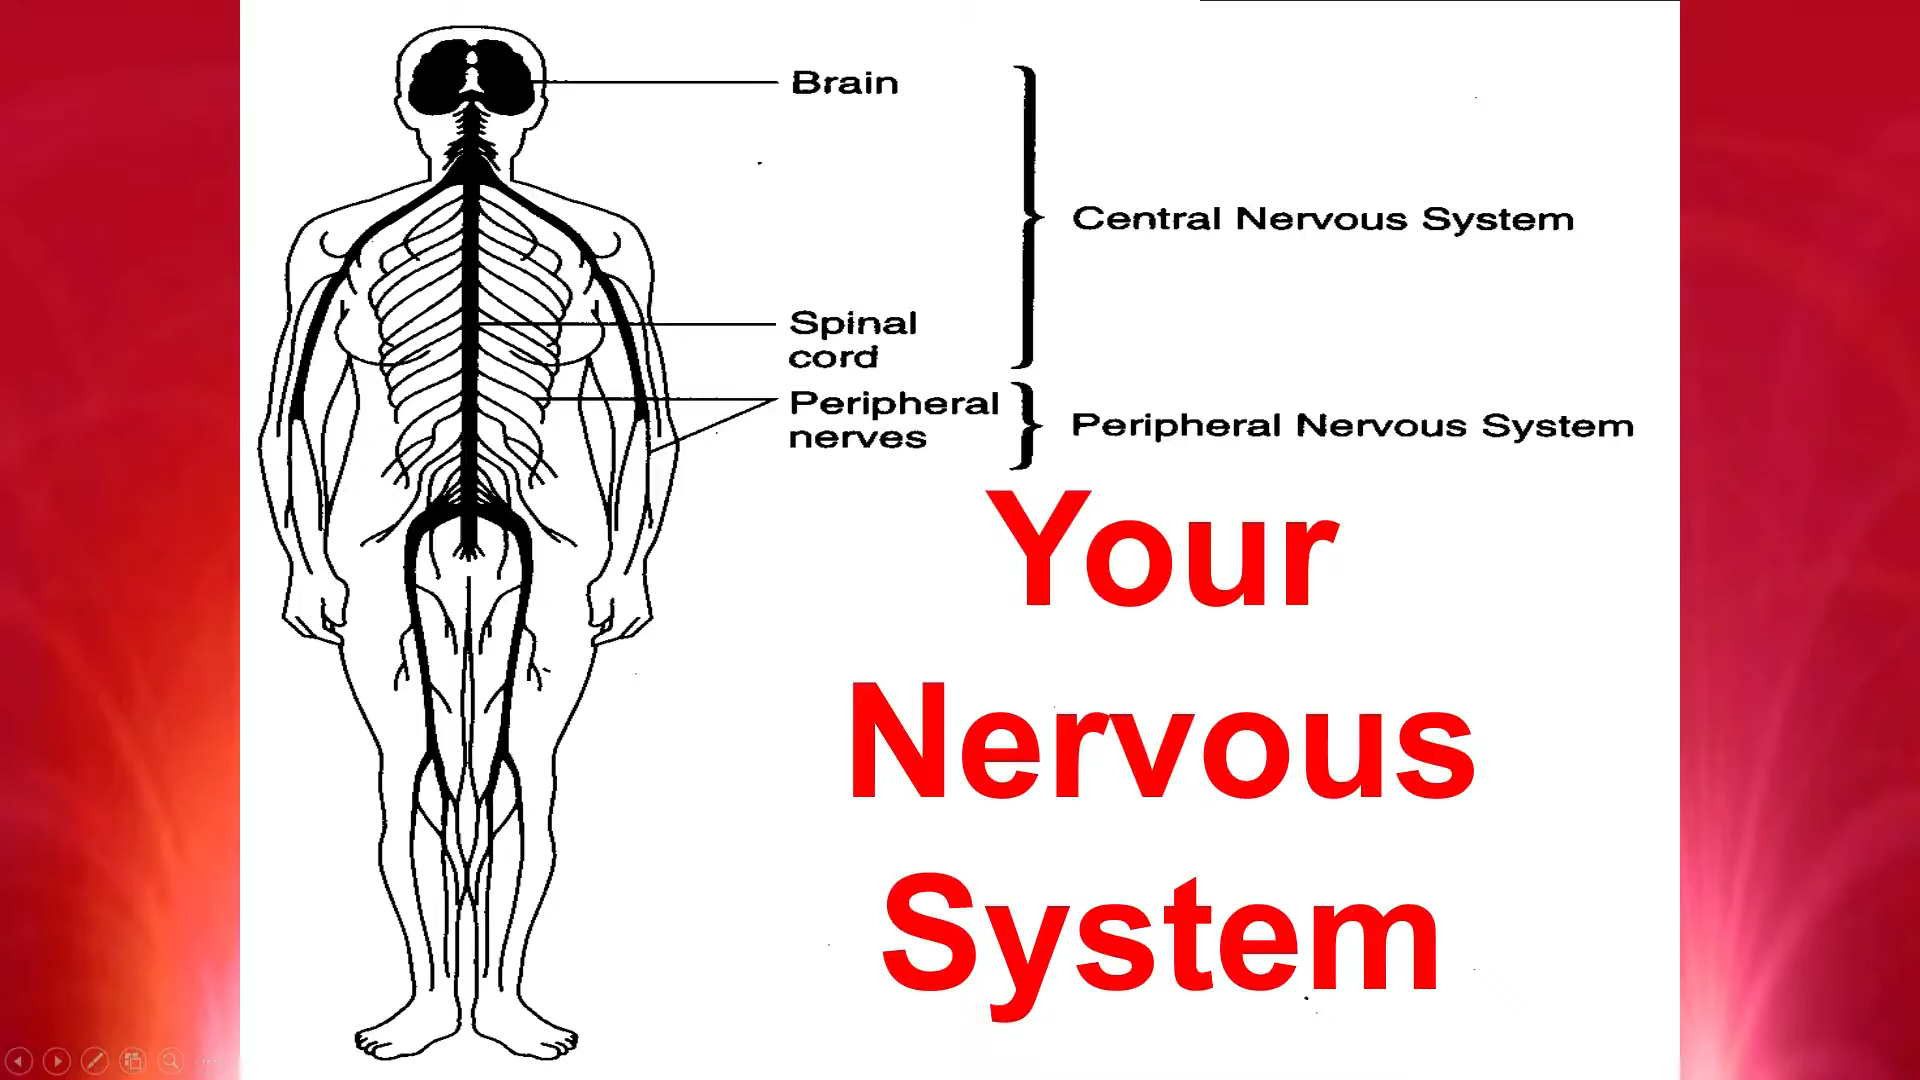 Brain
Central Nervous System
Spinal
cord
Peripheral
nerves
Peripheral Nervous System
Your
Nervous
System